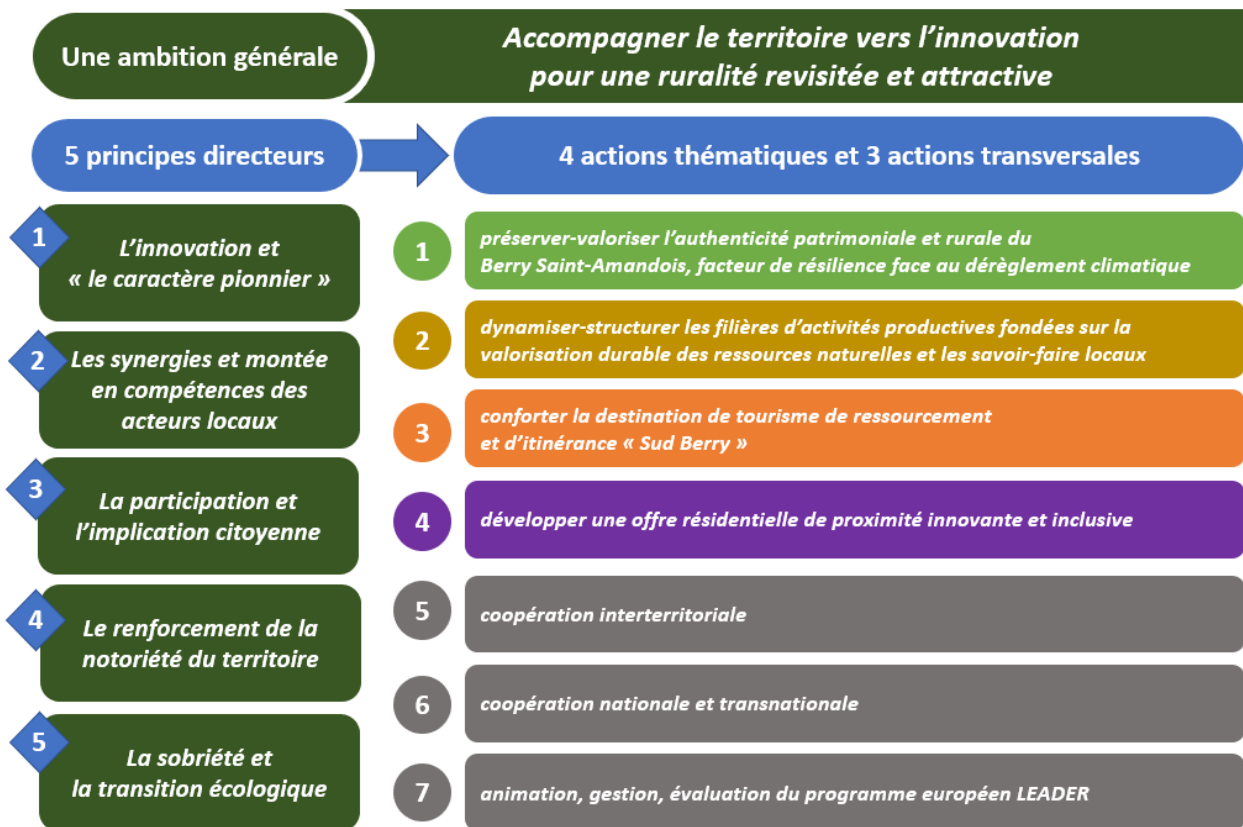 Une ambition générale
Accompagner le territoire vers l'innovation
pour une ruralité revisitée et attractive
5 principes directeurs
4 actions thématiques et 3 actions transversales
1
L'innovation et
« le caractère pionnier »
2
Les synergies et montée
en compétences des
acteurs locaux
3
La participation et
l'implication citoyenne
4
Le renforcement de la
notoriété du territoire
5
La sobriété et
la transition écologique
1
préserver-valoriser l'authenticité patrimoniale et rurale du
Berry Saint-Amandois, facteur de résilience face au dérèglement climatique
2
dynamiser-structurer les filières d'activités productives fondées sur la
valorisation durable des ressources naturelles et les savoir-faire locaux
3
conforter la destination de tourisme de ressourcement
et d'itinérance « Sud Berry »
4
développer une offre résidentielle de proximité innovante et inclusive
5
coopération interterritoriale
6
coopération nationale et transnationale
7
animation, gestion, évaluation du programme européen LEADER